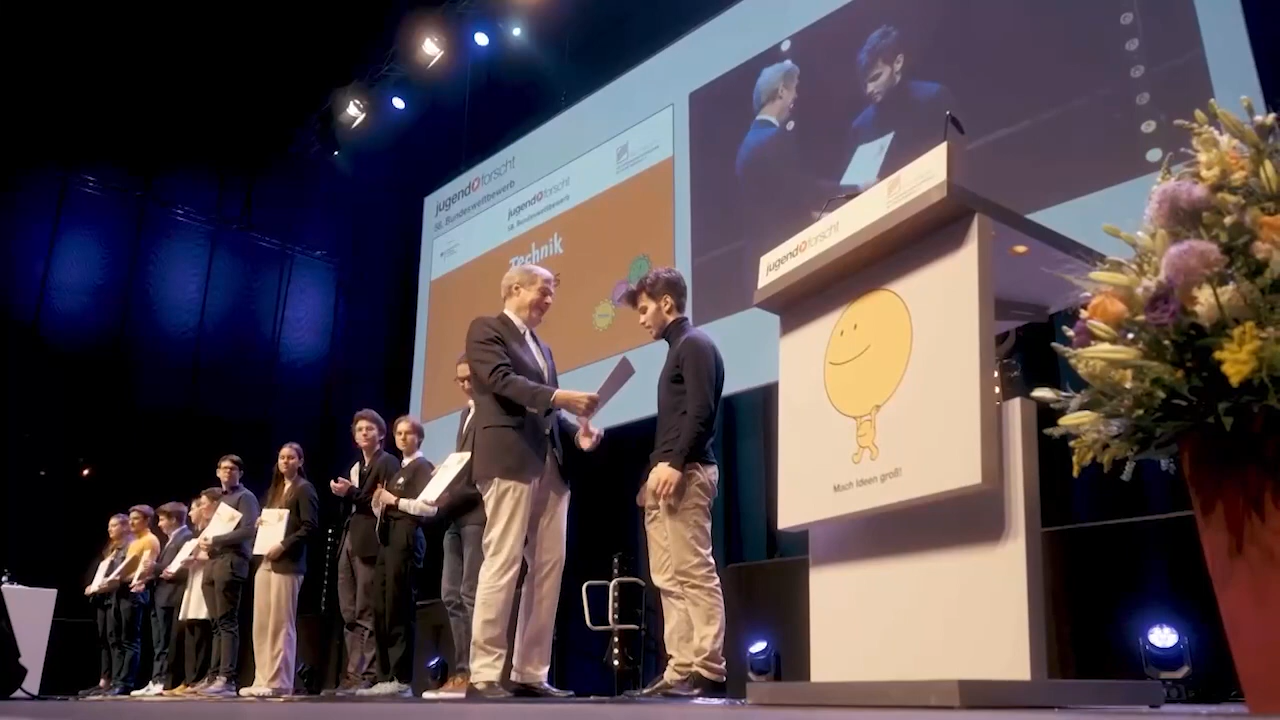 jugend forscht
58. Bundeswettbewerb
jugend forscht
58. Bundeswettbewerb
Technik
jugend forscht
Mach Ideen groß!